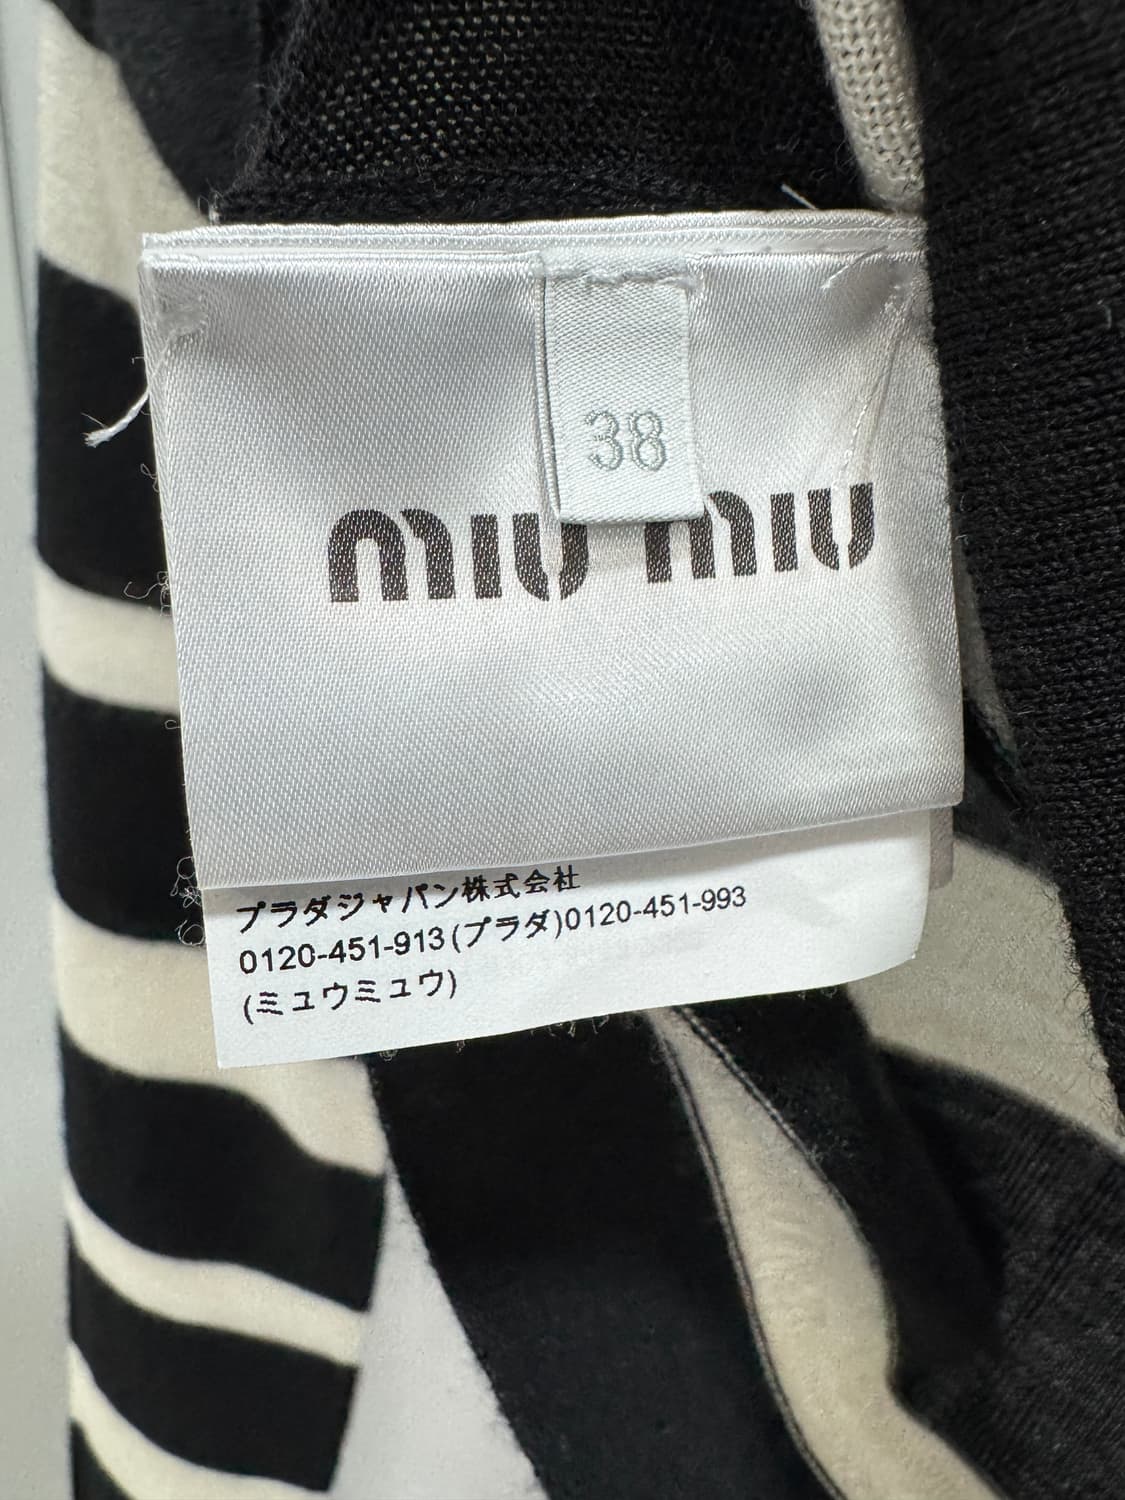 38
miu miu
プラダジャパン株式会社
0120-451-913(プラダ)0120-451-993
(ミュウミュウ)